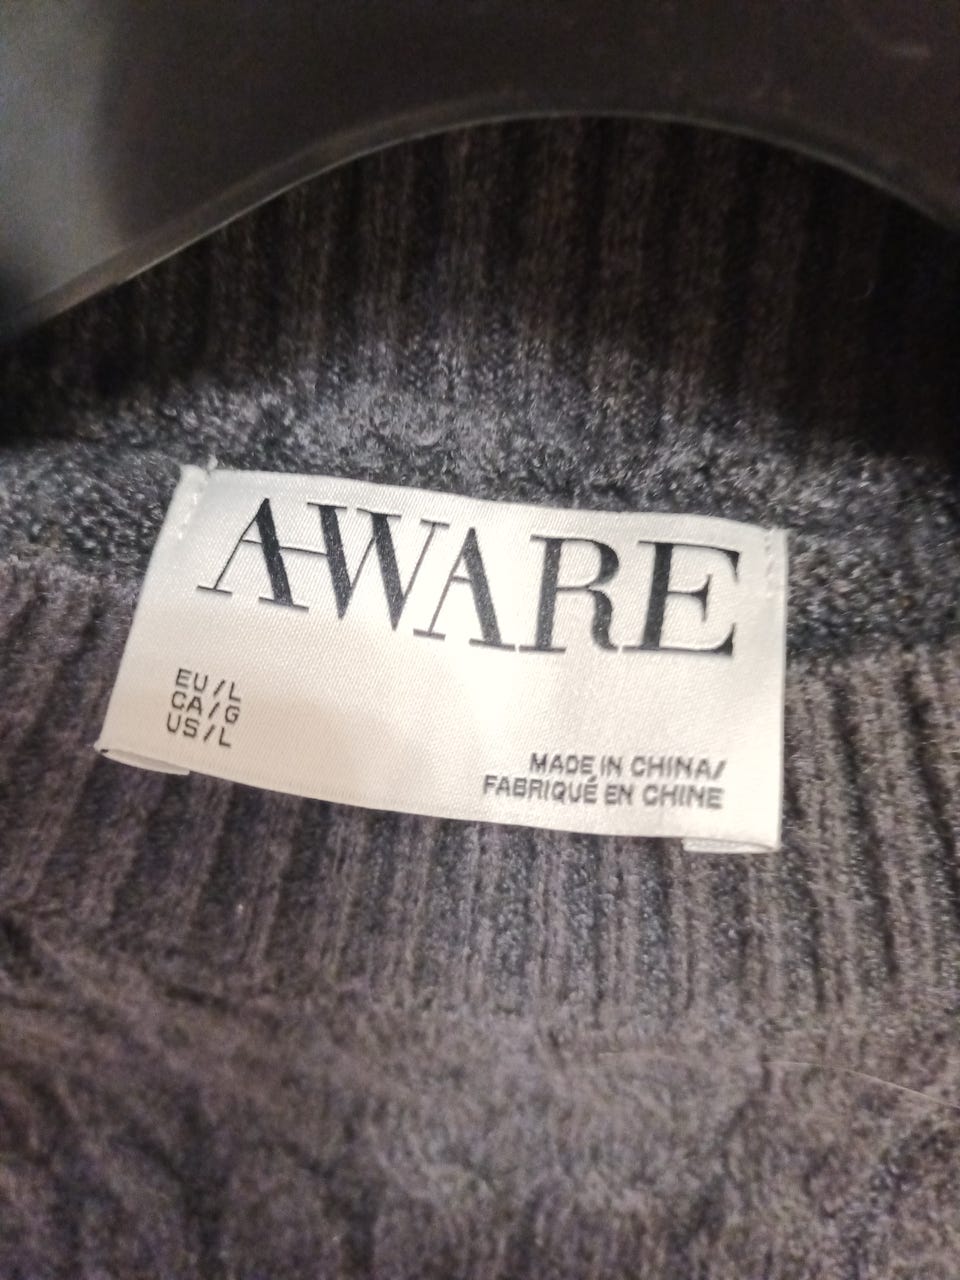 AWARE
EU/L
CA/G
US/L
MADE IN CHINA/
FABRIQUÉ EN CHINE